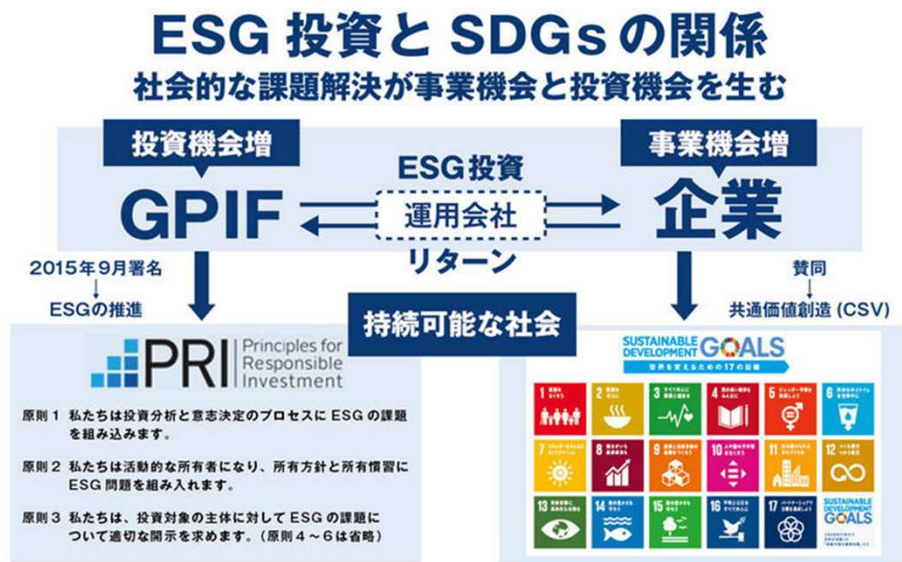 ESG 投資と SDGs の関係
社会的な課題解決が事業機会と投資機会を生む
投資機会増
事業機会増
ESG投資
GPIF
運用会社
企業
リターン
2015年9月署名
ESGの推進
賛同
共通価値創造 (CSV)
持続可能な社会
PRI
Principles for
Responsible
Investment
原則1 私たちは投資分析と意志決定のプロセスに ESG の課題
を組み込みます。
原則2 私たちは活動的な所有者になり、所有方針と所有慣習に
ESG 問題を組み入れます。
原則3 私たちは、投資対象の主体に対して ESG の課題に
ついて適切な開示を求めます。(原則4~6は省略)
SUSTAINABLE
DEVELOPMENT
GOALS
世界を変えるための17の目標
1
2
3
4
5
6
7
8
9
10
11
12
13
14
15
16
17
SUSTAINABLE
DEVELOPMENT
GOALS